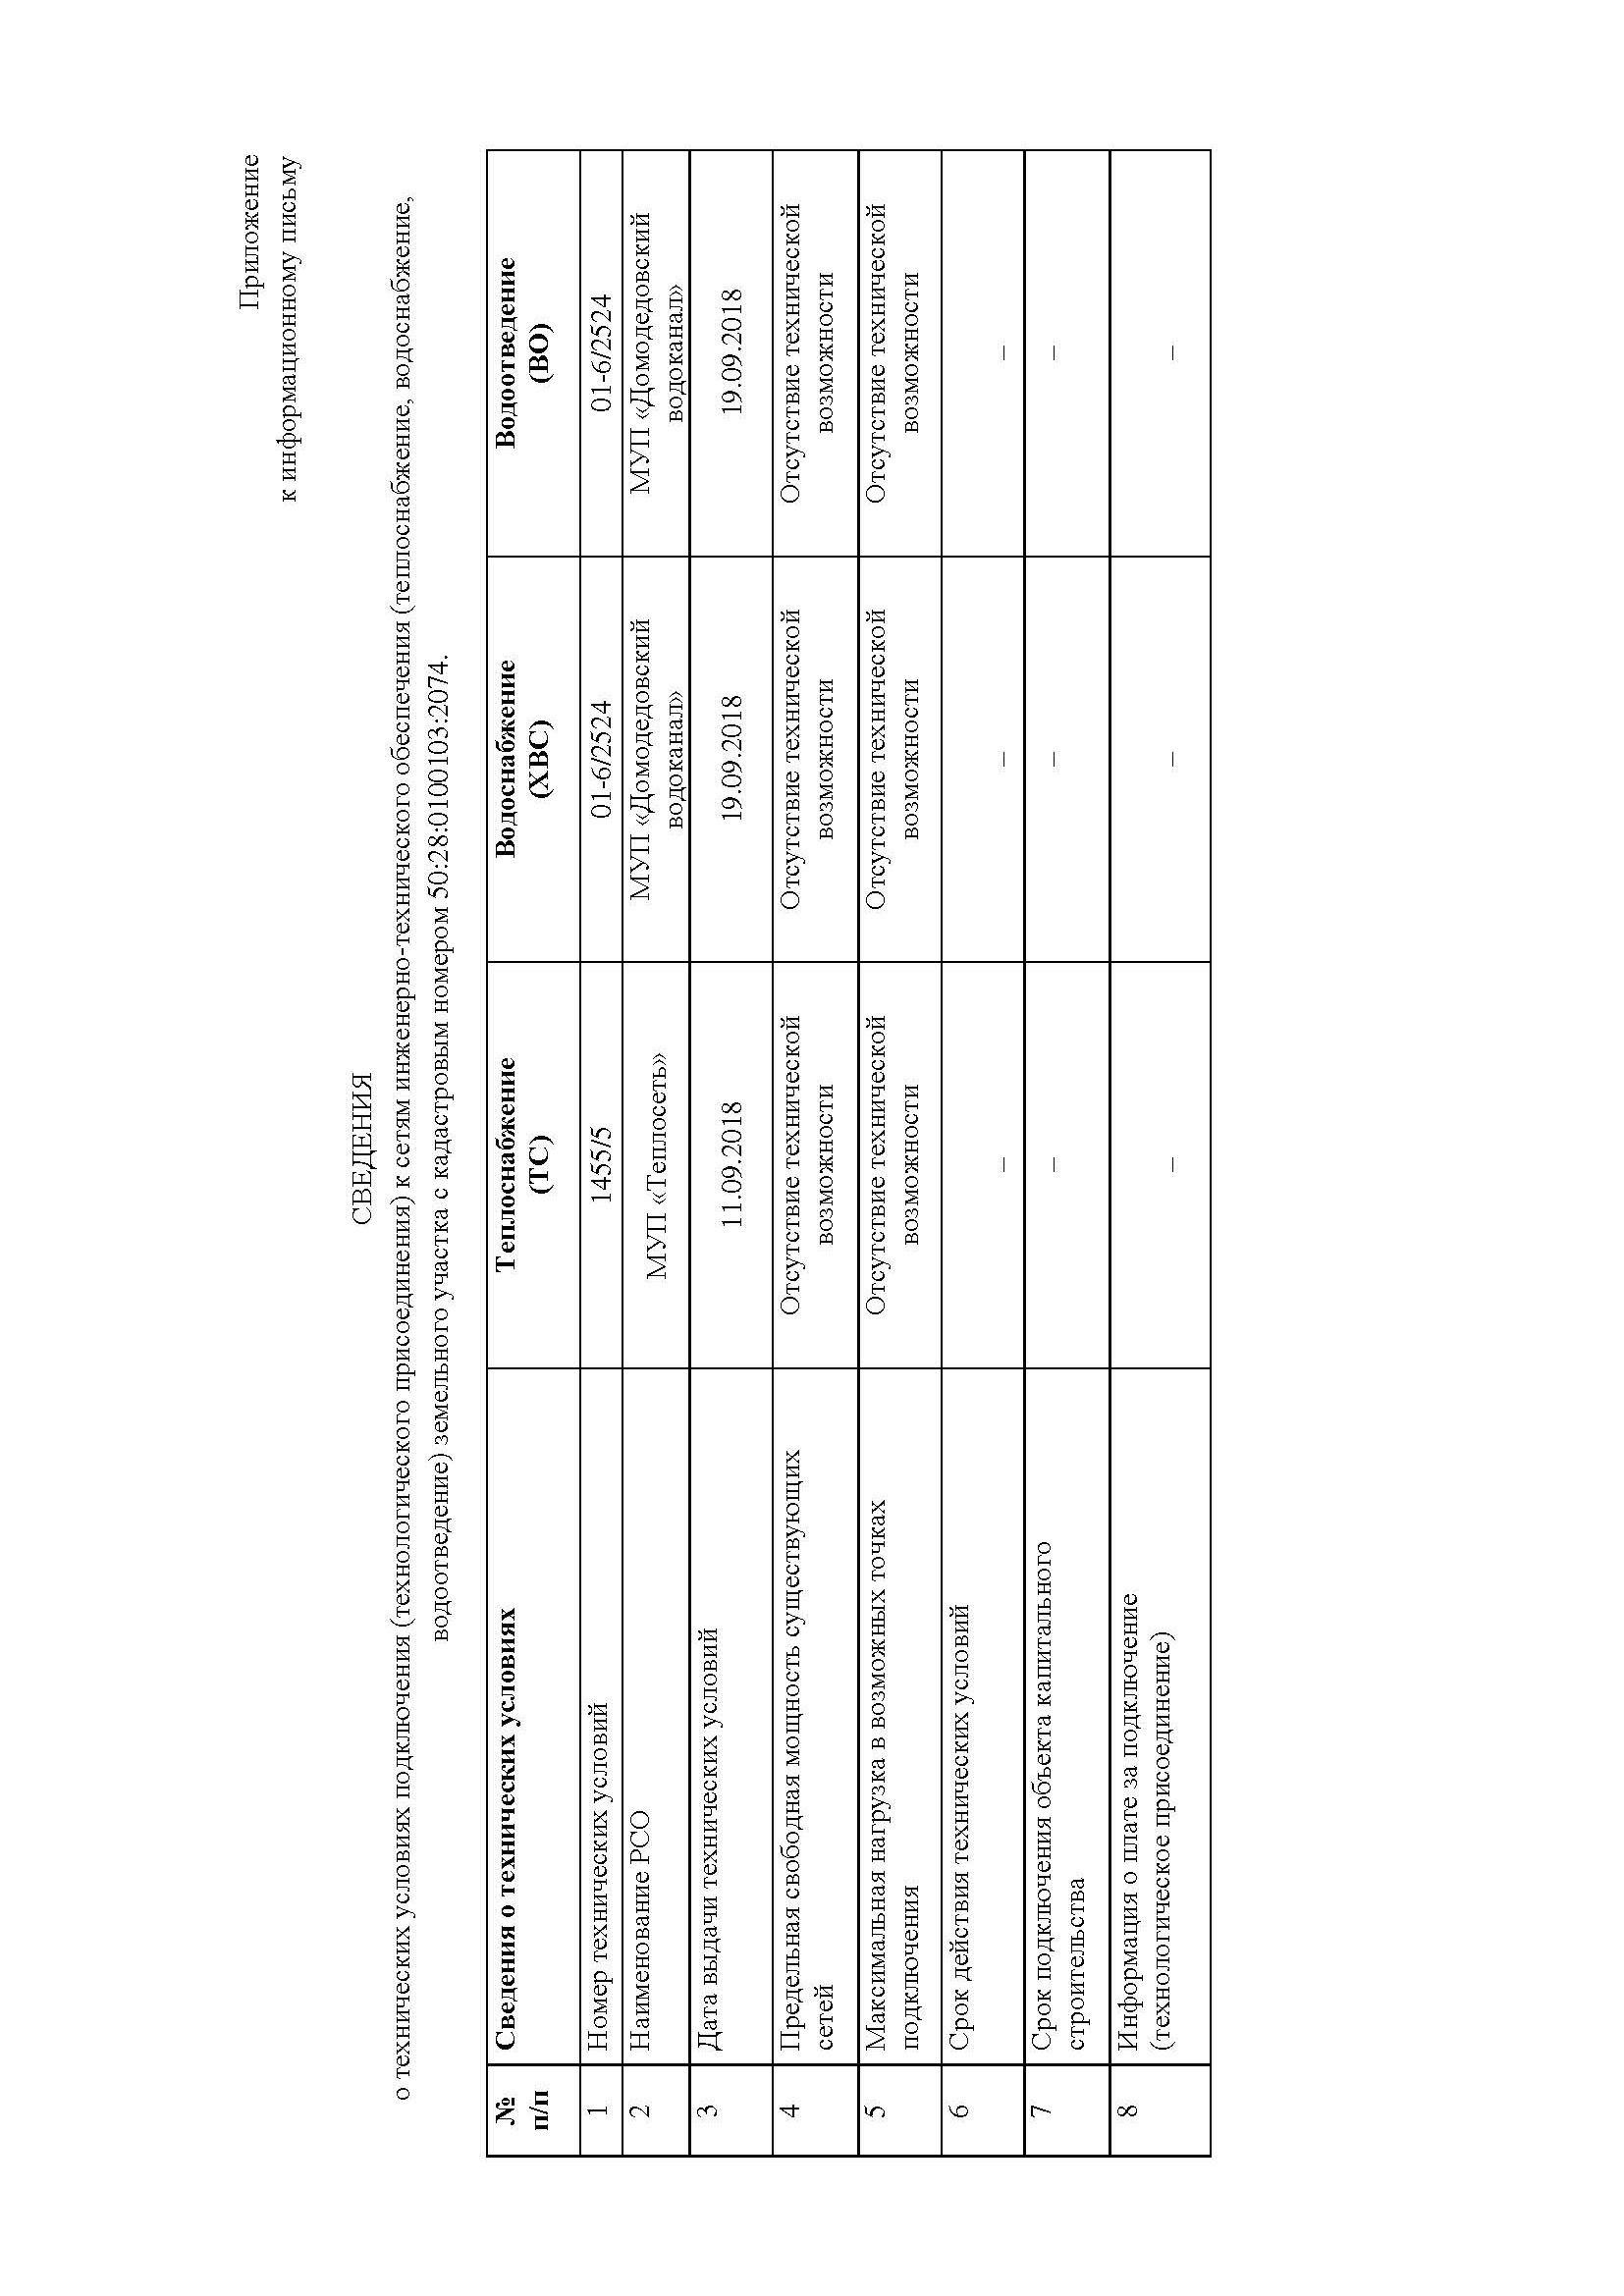 Приложение
к информационному письму
СВЕДЕНИЯ
о технических условиях подключения (технологического присоединения) к сетям инженерно-технического обеспечения (теплоснабжение, водоснабжение,
водоотведение) земельного участка с кадастровым номером 50:28:0100103:2074.
№ Сведения о технических условиях Теплоснабжение Водоснабжение Водоотведение
п/п (ТС) (ХВС) (ВО)
1 Номер технических условий 1455/5 01-6/2524 01-6/2524
2 Наименование РСО МУП «Теплосеть» МУП «Домодедовский МУП «Домодедовский
водоканал» водоканал»
3 Дата выдачи технических условий 11.09.2018 19.09.2018 19.09.2018
4 Предельная свободная мощность существующих Отсутствие технической Отсутствие технической Отсутствие технической
сетей возможности возможности возможности
5 Максимальная нагрузка в возможных точках Отсутствие технической Отсутствие технической Отсутствие технической
подключения возможности возможности возможности
6 Срок действия технических условий
– – –
7 Срок подключения объекта капитального – – –
строительства
8 Информация о плате за подключение
(технологическое присоединение) – – –